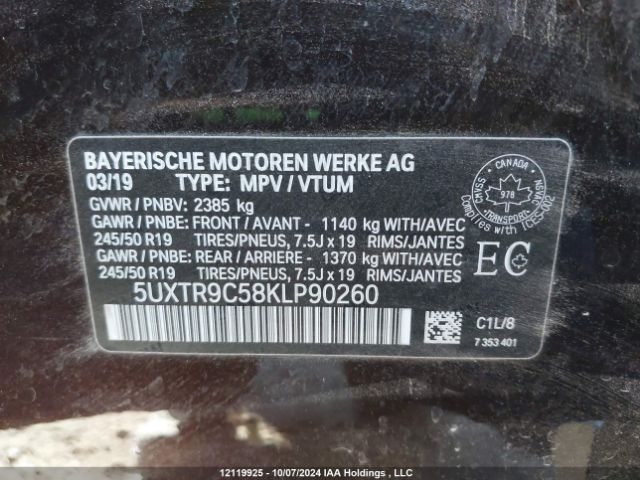 BAYERISCHE MOTOREN WERKE AG
03/19 TYPE: MPV / VTUM
GVWR / PNBV: 2385 kg
GAWR / PNBE: FRONT / AVANT - 1140 kg WITH/AVEC
245/50 R19 TIRES/PNEUS, 7.5J x 19 RIMS/JANTES
GAWR / PNBE: REAR / ARRIERE - 1370 kg WITH/AVEC
245/50 R19 TIRES/PNEUS, 7.5J x 19 RIMS/JANTES
5UXTR9C58KLP90260
CANADA
CMVSS
NSVAC
978
TRANSPORT
(Complies with ICES-002)
EC
C1L/8
7 353 401
12119925 - 10/07/2024 IAA Holdings , LLC